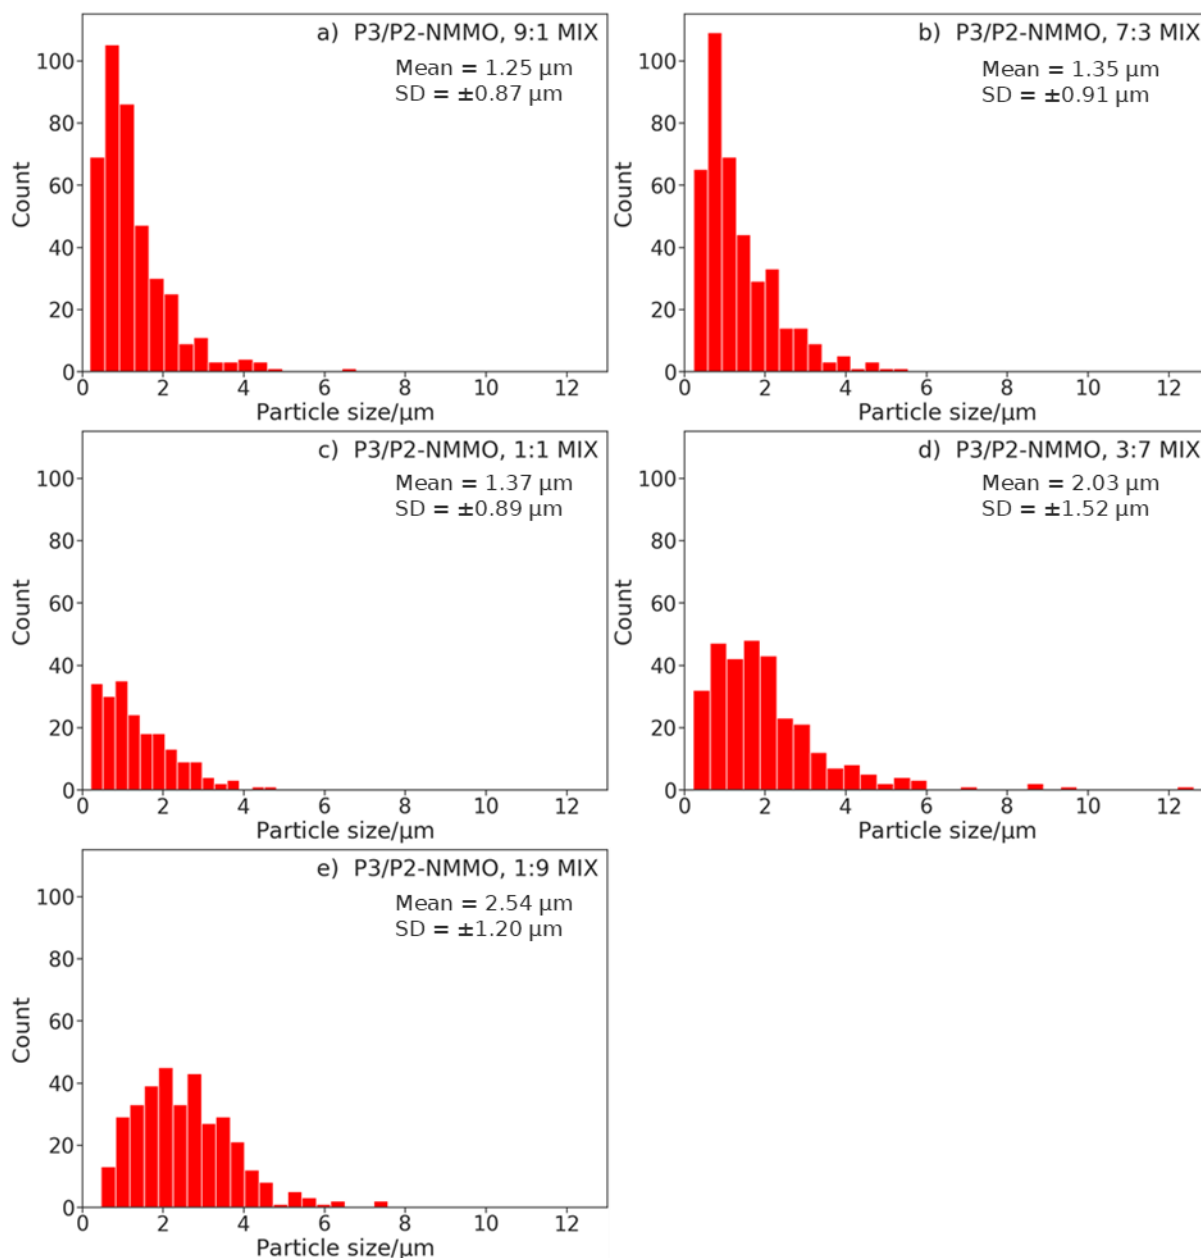 a) P3/P2-NMMO, 9:1 MIX
Mean = 1.25 µm
SD = ±0.87 µm
Count
100
80
60
40
20
0
0 2 4 6 8 10 12
Particle size/µm
b) P3/P2-NMMO, 7:3 MIX
Mean = 1.35 µm
SD = ±0.91 µm
Count
100
80
60
40
20
0
0 2 4 6 8 10 12
Particle size/µm
c) P3/P2-NMMO, 1:1 MIX
Mean = 1.37 µm
SD = ±0.89 µm
Count
100
80
60
40
20
0
0 2 4 6 8 10 12
Particle size/µm
d) P3/P2-NMMO, 3:7 MIX
Mean = 2.03 µm
SD = ±1.52 µm
Count
100
80
60
40
20
0
0 2 4 6 8 10 12
Particle size/µm
e) P3/P2-NMMO, 1:9 MIX
Mean = 2.54 µm
SD = ±1.20 µm
Count
100
80
60
40
20
0
0 2 4 6 8 10 12
Particle size/µm